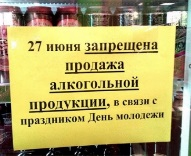 27 июня запрещена
продажа
алкогольной
продукции, в связи с
праздником День молодежи